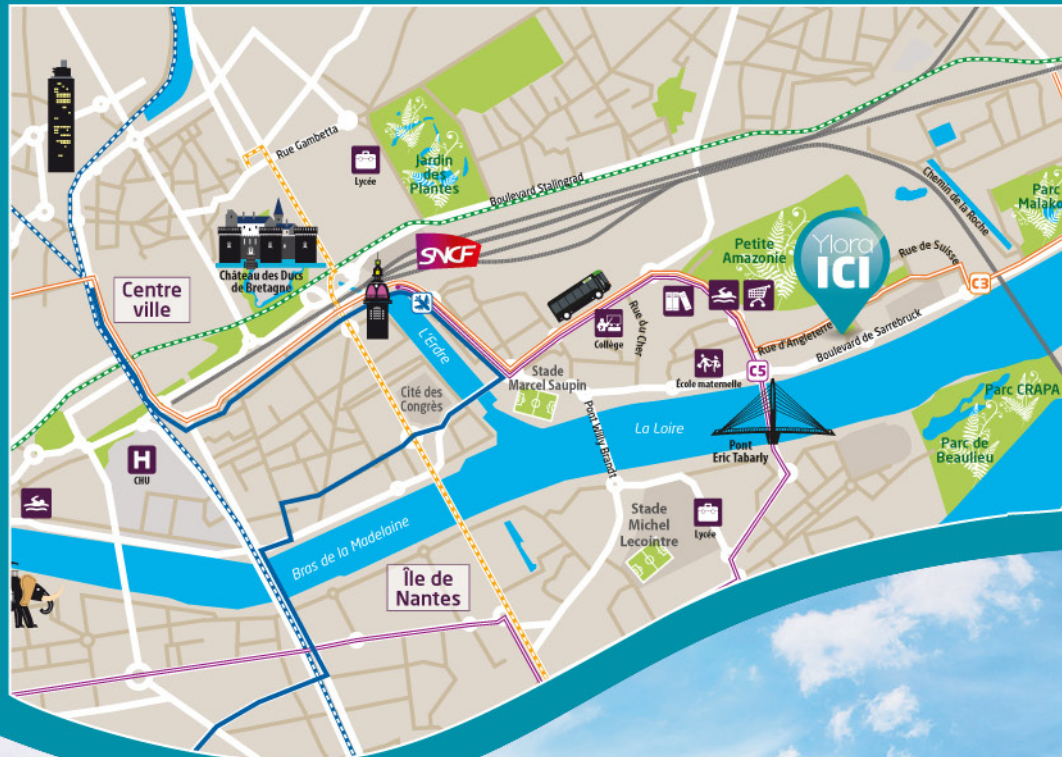 Rue Gambetta
Lycée
Jardin
des
Plantes
Boulevard Stalingrad
Chemin de la Roche
Parc
Malako
Château des Ducs
de Bretagne
SNCF
Petite
Amazonie
Ylora
ICI
Rue de Suisse
C3
Centre
ville
L'Erdre
Collège
Rue du Cher
Rue d'Angleterre
Boulevard de Sarrebruck
École maternelle
C5
Stade
Marcel Saupin
Cité des
Congrès
Pont Willy Brandt
La Loire
Pont
Eric Tabarly
Parc CRAPA
Parc de
Beaulieu
H
CHU
Stade
Michel
Lecointre
Lycée
Bras de la Madelaine
Île de
Nantes